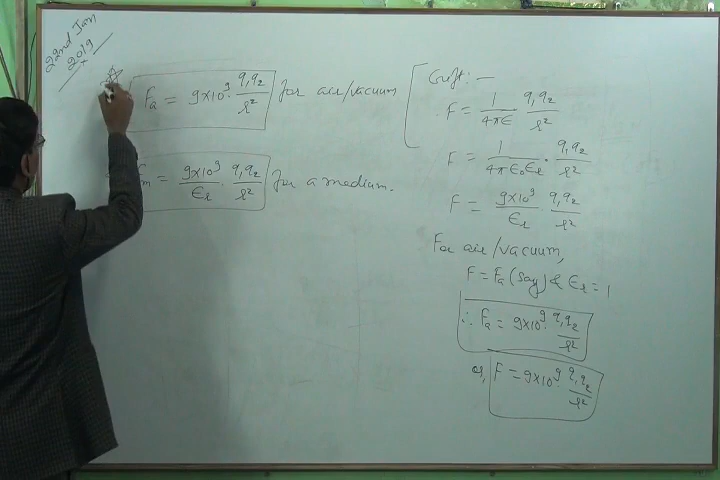 22nd Jan
2019
Fₐ = 9×10⁹ q₁q₂/r² for air/vacuum
Fₘ = 9×10⁹/εᵣ · q₁q₂/r² for a medium.
F = 1/4πε q₁q₂/r²
F = 1/4πε₀εᵣ · q₁q₂/r²
F = 9×10⁹/εᵣ q₁q₂/r²
For air/vacuum,
F = Fₐ (say) & εᵣ = 1
∴ Fₐ = 9×10⁹ q₁q₂/r²
or, F = 9×10⁹ q₁q₂/r²